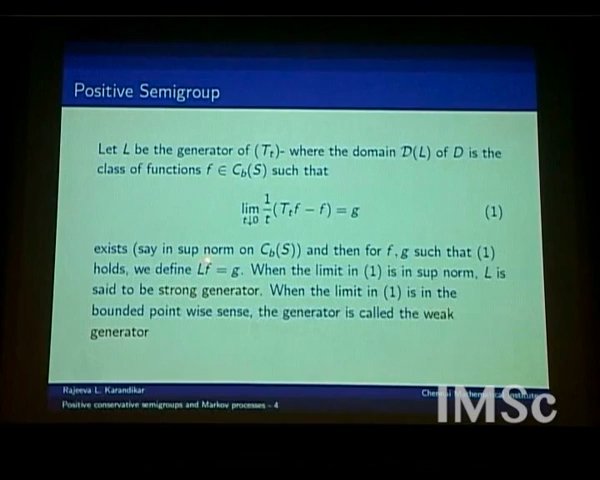 Positive Semigroup
Let L be the generator of (Tₜ)- where the domain D(L) of D is the
class of functions f ∈ C_b(S) such that
lim_{t↓0} 1/t (Tₜf − f) = g (1)
exists (say in sup norm on C_b(S)) and then for f, g such that (1)
holds, we define Lf = g. When the limit in (1) is in sup norm, L is
said to be strong generator. When the limit in (1) is in the
bounded point wise sense, the generator is called the weak
generator
Rajeeva L. Karandikar Chennai Mathematical Institute
Positive conservative semigroups and Markov processes - 4
IMSc